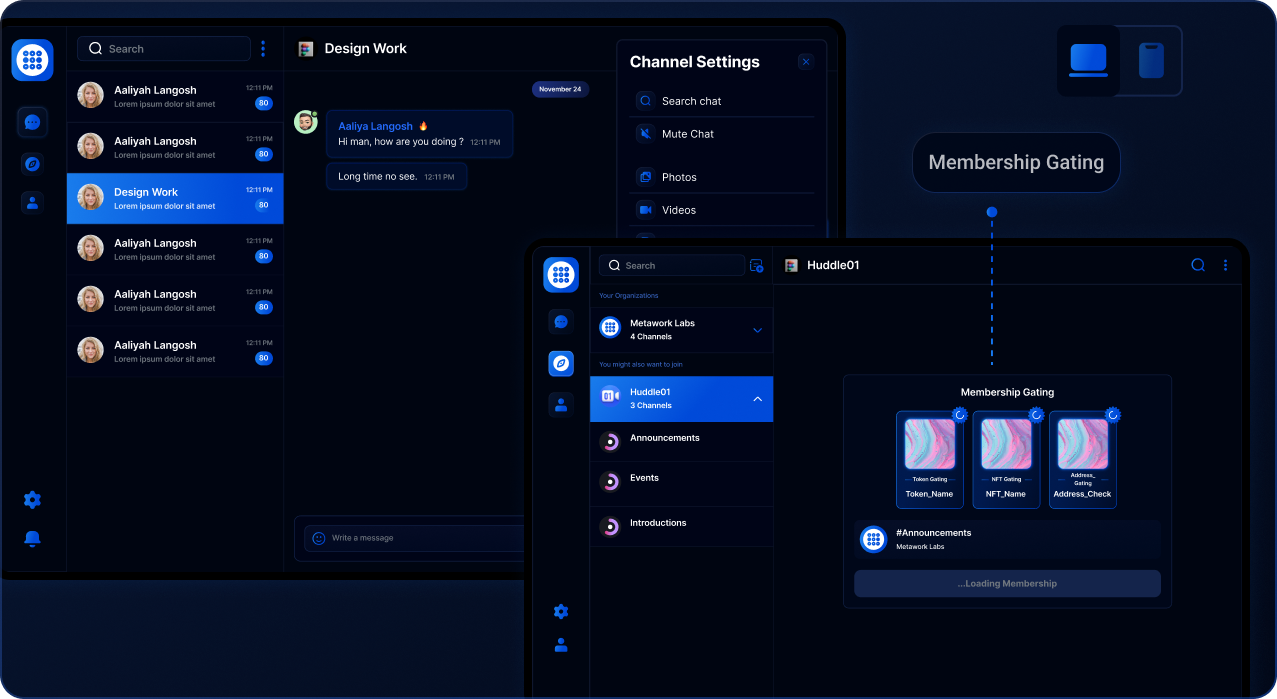 Search
Aaliyah Langosh
12:11 PM
Lorem ipsum dolor sit amet
80
Aaliyah Langosh
12:11 PM
Lorem ipsum dolor sit amet
80
Design Work
12:11 PM
Lorem ipsum dolor sit amet
80
Aaliyah Langosh
12:11 PM
Lorem ipsum dolor sit amet
80
Aaliyah Langosh
12:11 PM
Lorem ipsum dolor sit amet
80
Aaliyah Langosh
12:11 PM
Lorem ipsum dolor sit amet
80
Design Work
November 24
Aaliya Langosh 🔥
Hi man, how are you doing ? 12:11 PM
Long time no see. 12:11 PM
Write a message
Channel Settings
Search chat
Mute Chat
Photos
Videos
Membership Gating
Search
Your Organizations
Metawork Labs
4 Channels
You might also want to join
01
Huddle01
3 Channels
Announcements
Events
Introductions
Huddle01
Membership Gating
Token Gating
Token_Name
NFT Gating
NFT_Name
Address_
Gating
Address_Check
#Announcements
Metawork Labs
...Loading Membership